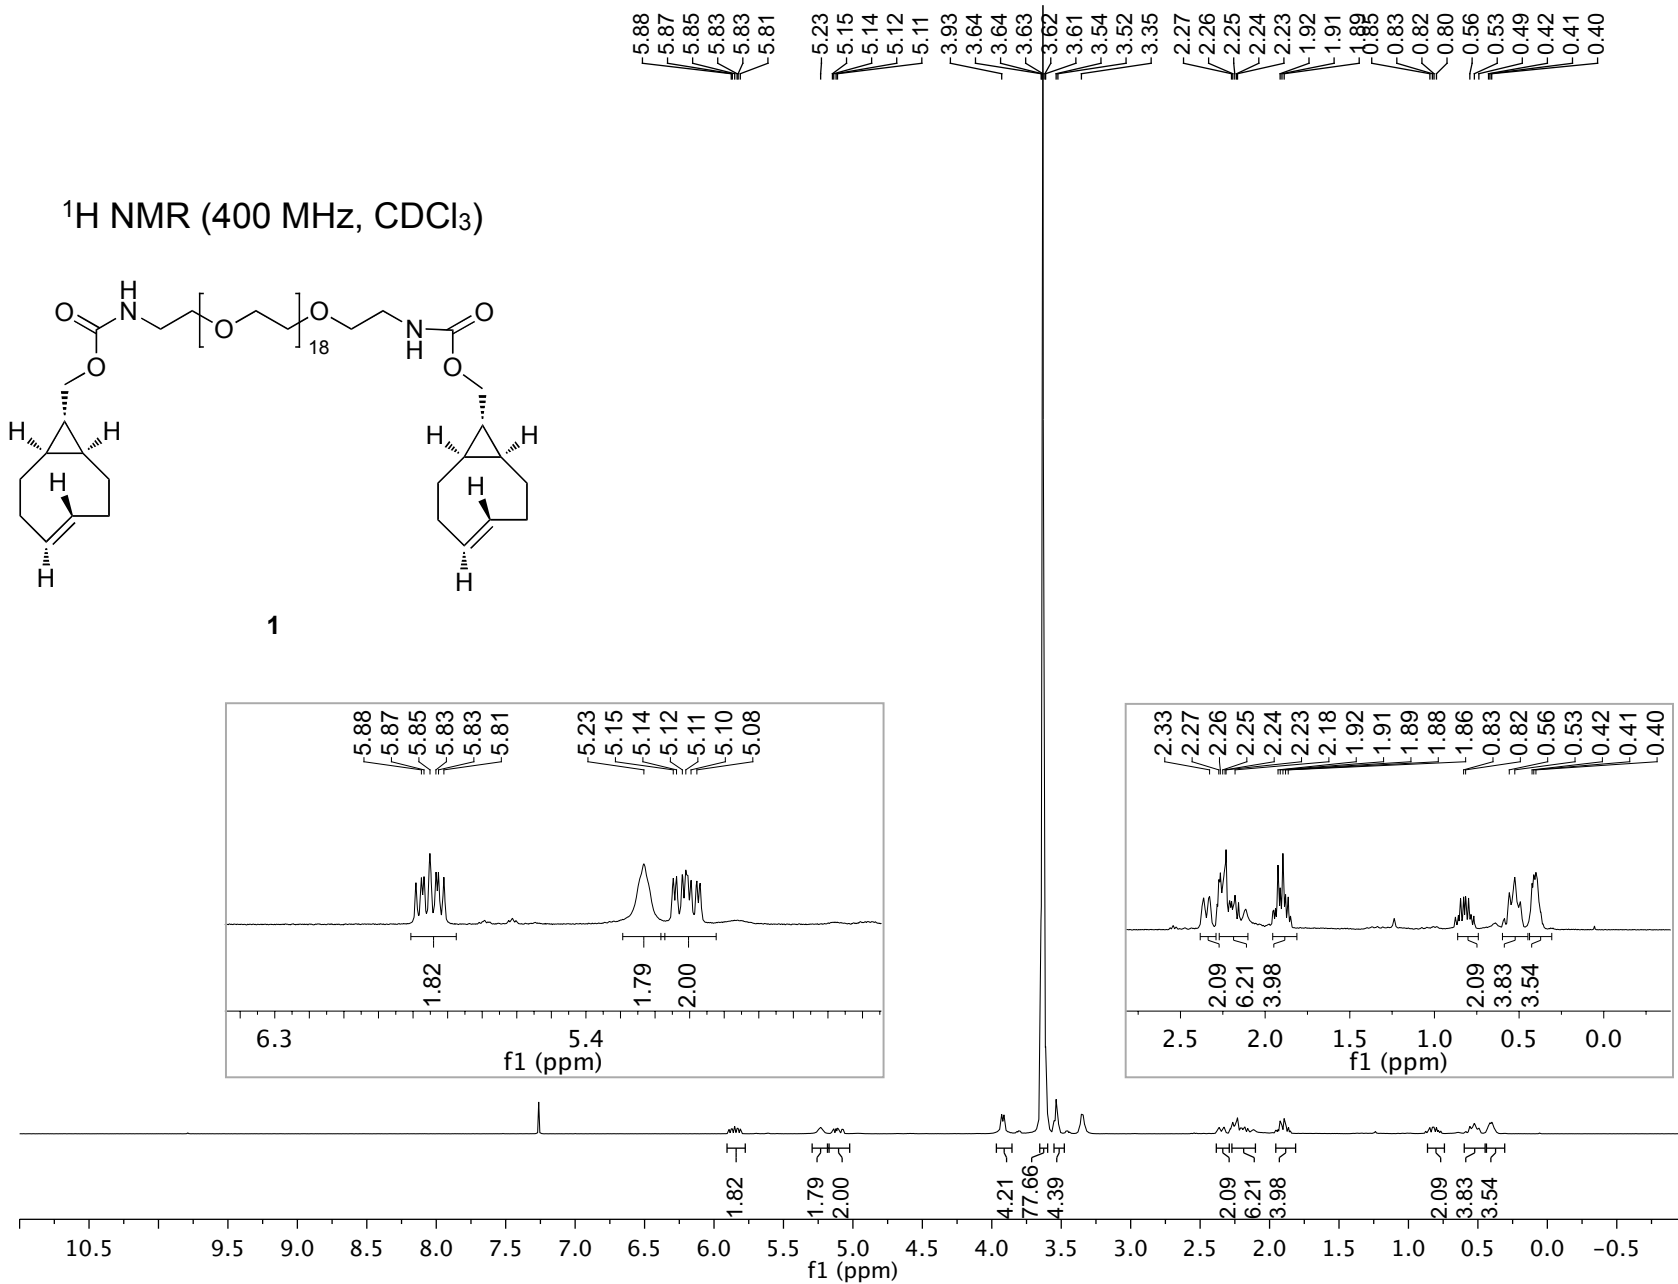 5.88 5.87 5.85 5.83 5.83 5.81 5.23 5.15 5.14 5.12 5.11 3.93 3.64 3.64 3.63 3.62 3.61 3.54 3.52 3.35 2.27 2.26 2.25 2.24 2.23 1.92 1.91 1.89 0.85 0.83 0.82 0.80 0.56 0.53 0.49 0.42 0.41 0.40
¹H NMR (400 MHz, CDCl₃)
O H N O 18 O N H O
O O
H H H H
H H
H H
1
5.88 5.87 5.85 5.83 5.83 5.81 5.23 5.15 5.14 5.12 5.11 5.10 5.08
1.82 1.79 2.00
6.3 5.4
f1 (ppm)
2.33 2.27 2.26 2.25 2.24 2.23 2.18 1.92 1.91 1.89 1.88 1.86 0.83 0.82 0.56 0.53 0.42 0.41 0.40
2.09 6.21 3.98 2.09 3.83 3.54
2.5 2.0 1.5 1.0 0.5 0.0
f1 (ppm)
1.82 1.79 2.00 4.21 77.66 4.39 2.09 6.21 3.98 2.09 3.83 3.54
10.5 9.5 9.0 8.5 8.0 7.5 7.0 6.5 6.0 5.5 5.0 4.5 4.0 3.5 3.0 2.5 2.0 1.5 1.0 0.5 0.0 −0.5
f1 (ppm)